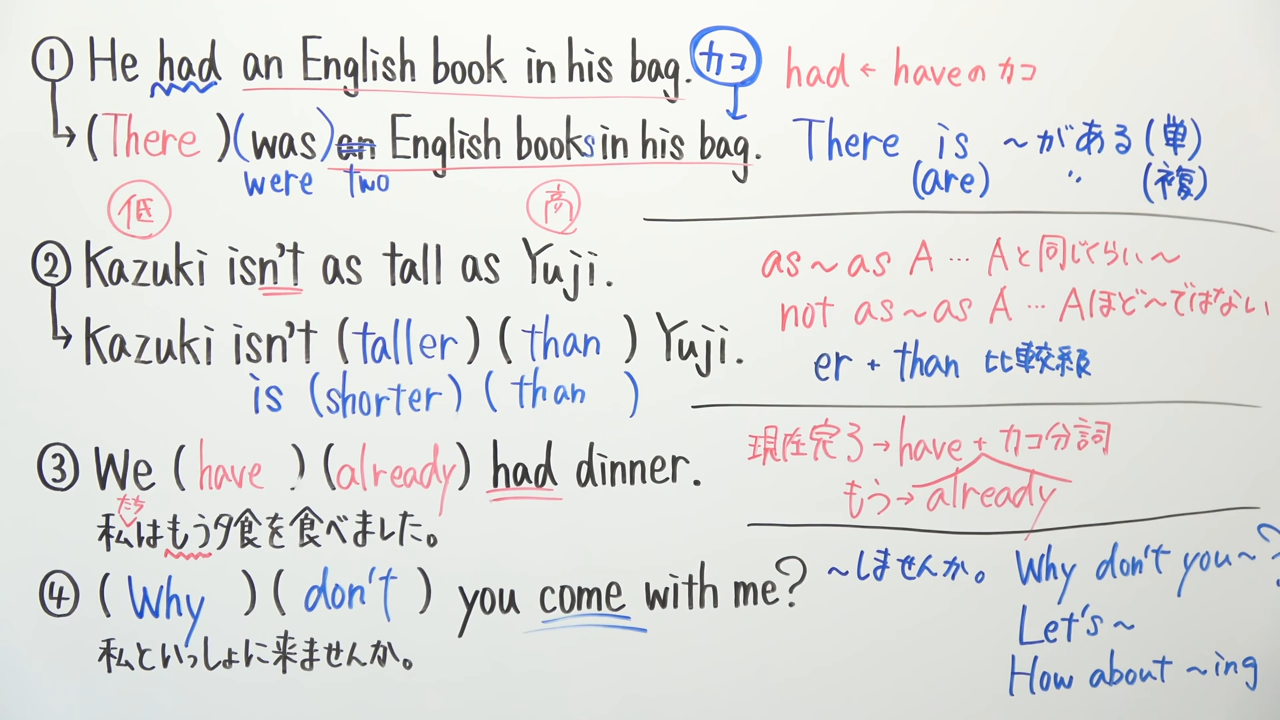 ① He had an English book in his bag. カコ had ← haveのカコ
(There)(was) an English books in his bag. There is ～がある(単)
were two (are) 〃 (複)
低 高
② Kazuki isn't as tall as Yuji. as～as A … Aと同じくらい～
not as～as A … Aほど～ではない
Kazuki isn't (taller)(than) Yuji. er + than 比較級
is (shorter)(than)
③ We (have)(already) had dinner. 現在完了→have + カコ分詞
もう→already
たち
私はもう夕食を食べました。
④ (Why)(don't) you come with me? ～しませんか。 Why don't you～?
Let's～
私といっしょに来ませんか。 How about ～ing